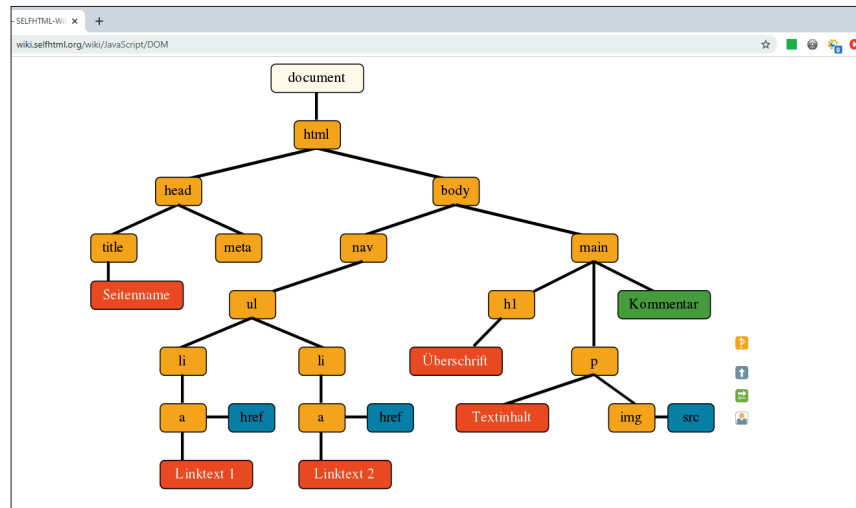 – SELFHTML-Wi
wiki.selfhtml.org/wiki/JavaScript/DOM
document
html
head
body
title
meta
nav
main
Seitenname
ul
h1
Kommentar
li
li
Überschrift
p
a
href
a
href
Textinhalt
img
src
Linktext 1
Linktext 2